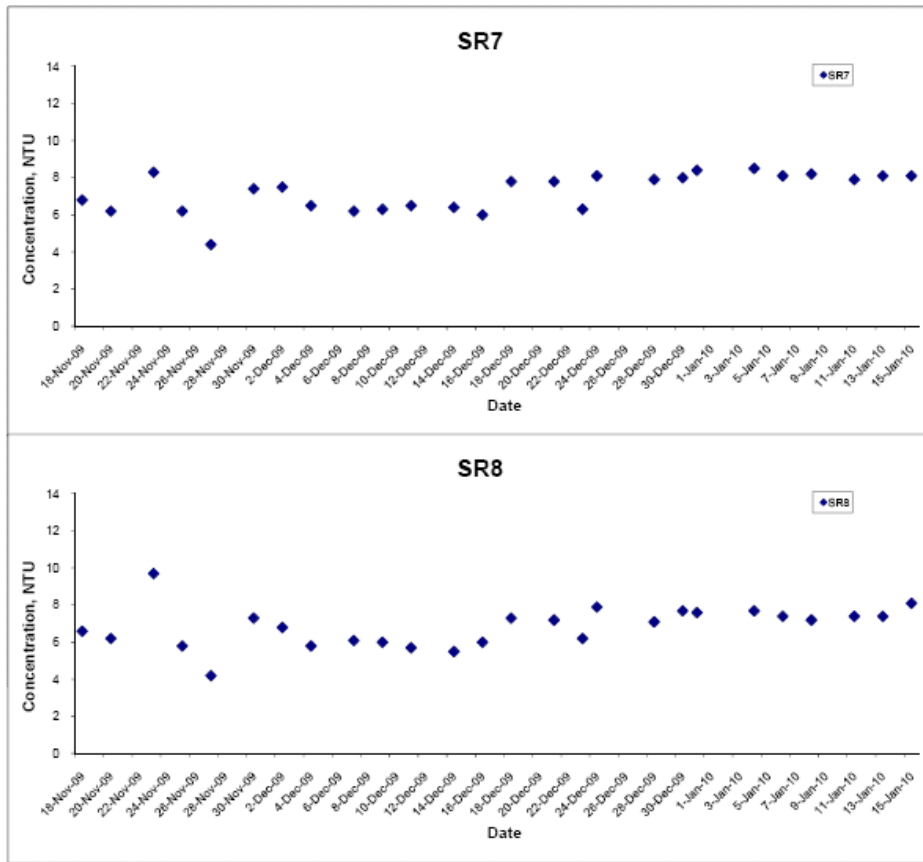 SR7
SR7
Concentration, NTU
14
12
10
8
6
4
2
0
18-Nov-09
20-Nov-09
22-Nov-09
24-Nov-09
26-Nov-09
28-Nov-09
30-Nov-09
2-Dec-09
4-Dec-09
6-Dec-09
8-Dec-09
10-Dec-09
12-Dec-09
14-Dec-09
16-Dec-09
18-Dec-09
20-Dec-09
22-Dec-09
24-Dec-09
26-Dec-09
28-Dec-09
30-Dec-09
1-Jan-10
3-Jan-10
5-Jan-10
7-Jan-10
9-Jan-10
11-Jan-10
13-Jan-10
15-Jan-10
Date
SR8
SR8
Concentration, NTU
14
12
10
8
6
4
2
0
18-Nov-09
20-Nov-09
22-Nov-09
24-Nov-09
26-Nov-09
28-Nov-09
30-Nov-09
2-Dec-09
4-Dec-09
6-Dec-09
8-Dec-09
10-Dec-09
12-Dec-09
14-Dec-09
16-Dec-09
18-Dec-09
20-Dec-09
22-Dec-09
24-Dec-09
26-Dec-09
28-Dec-09
30-Dec-09
1-Jan-10
3-Jan-10
5-Jan-10
7-Jan-10
9-Jan-10
11-Jan-10
13-Jan-10
15-Jan-10
Date